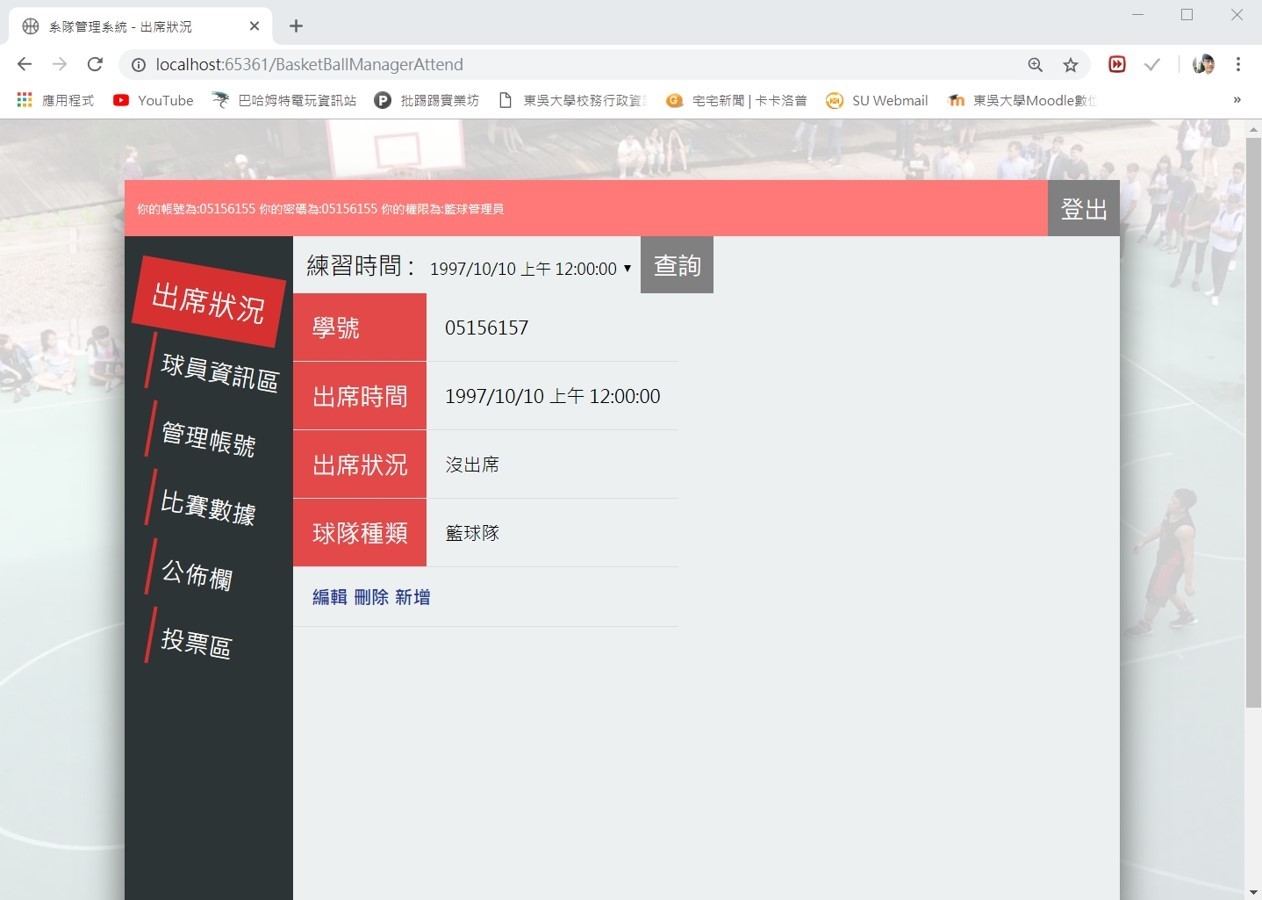 系隊管理系統 - 出席狀況
localhost:65361/BasketBallManagerAttend
應用程式 YouTube 巴哈姆特電玩資訊站 批踢踢實業坊 東吳大學校務行政資 宅宅新聞 | 卡卡洛普 SU Webmail 東吳大學Moodle數位 »
你的帳號為:05156155 你的密碼為:05156155 你的權限為:籃球管理員
登出
出席狀況
球員資訊區
管理帳號
比賽數據
公佈欄
投票區
練習時間： 1997/10/10 上午 12:00:00 查詢
學號 05156157
出席時間 1997/10/10 上午 12:00:00
出席狀況 沒出席
球隊種類 籃球隊
編輯 刪除 新增